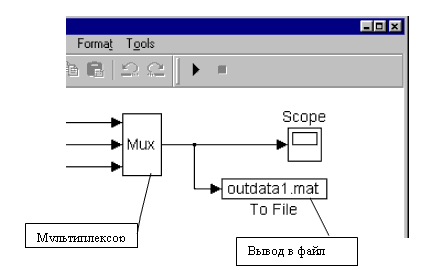 Format Tools
Scope
Mux
outdata1.mat
To File
Мультиплексор
Вывод в файл